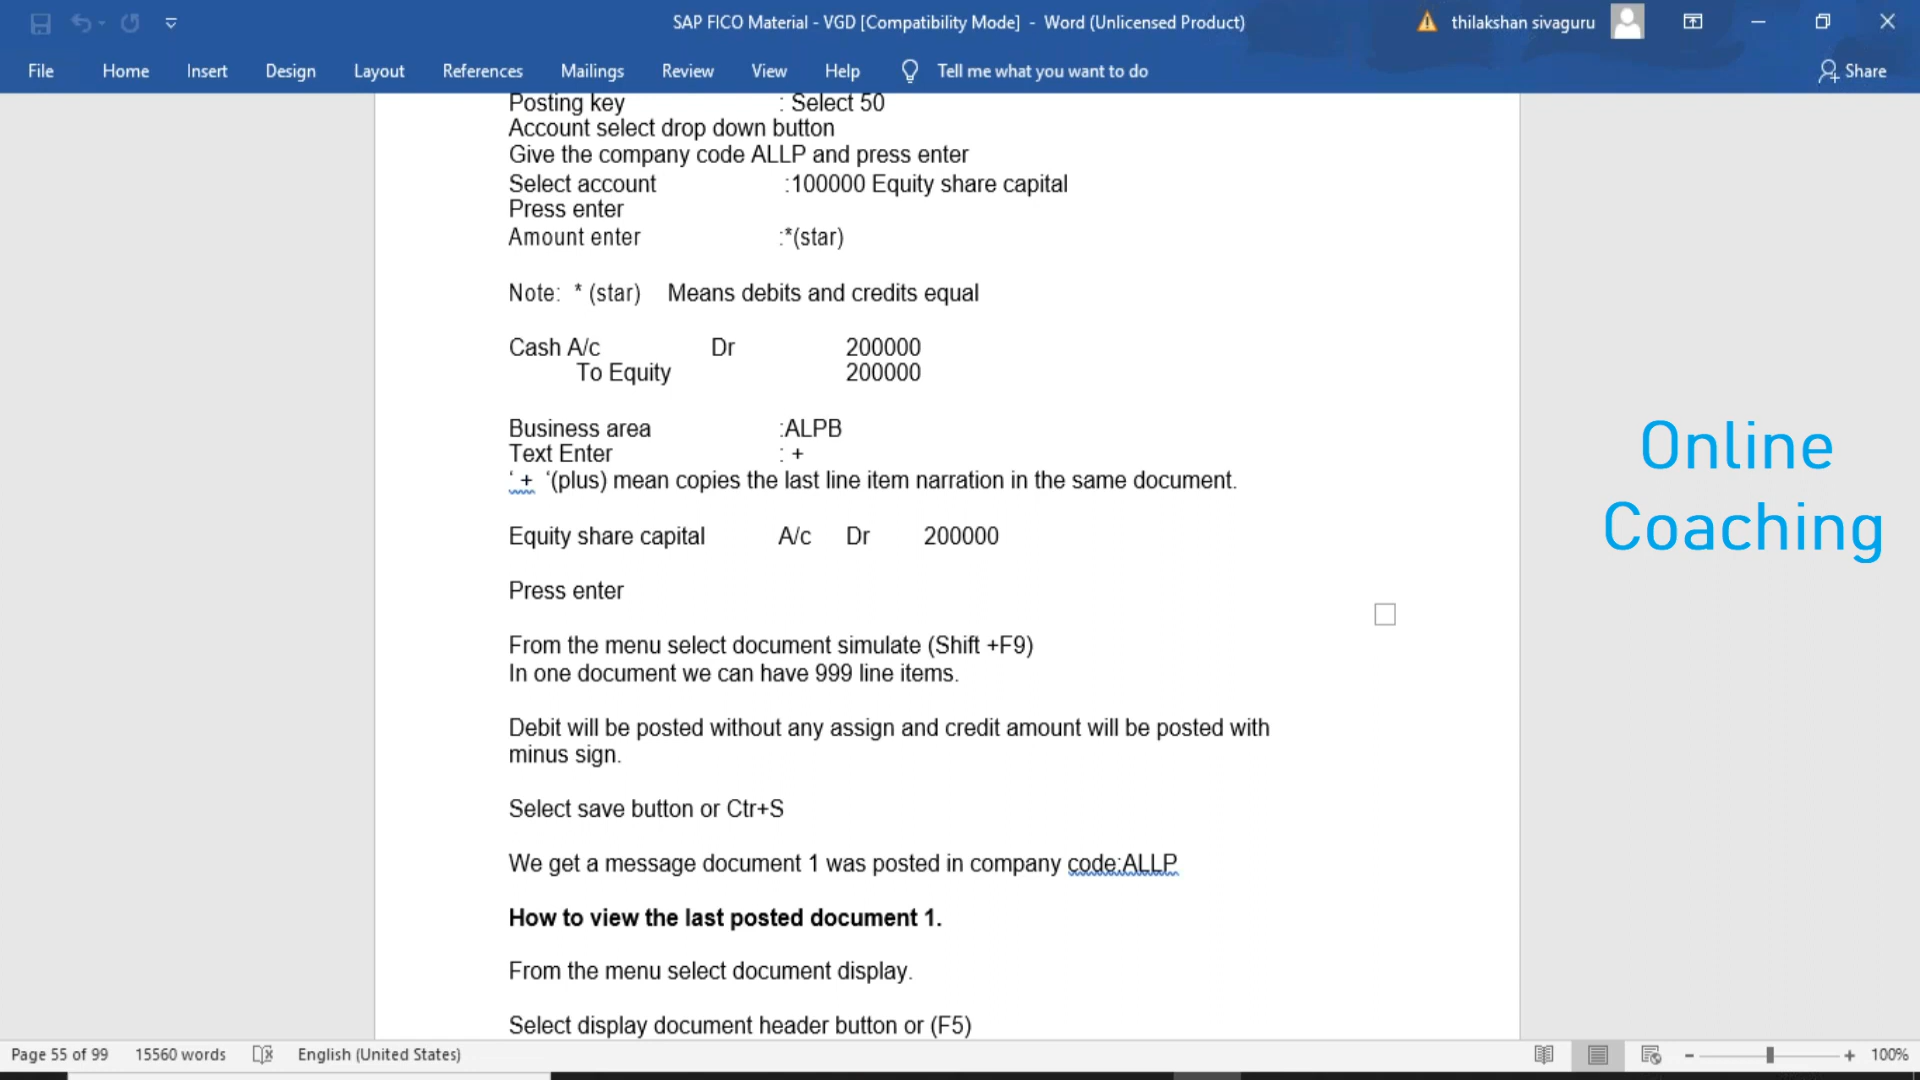 SAP FICO Material - VGD [Compatibility Mode] - Word (Unlicensed Product)
thilakshan sivaguru
File Home Insert Design Layout References Mailings Review View Help Tell me what you want to do Share
Posting key : Select 50
Account select drop down button
Give the company code ALLP and press enter
Select account :100000 Equity share capital
Press enter
Amount enter :*(star)
Note: * (star) Means debits and credits equal
Cash A/c Dr 200000
To Equity 200000
Business area :ALPB
Text Enter : +
‘ + ‘(plus) mean copies the last line item narration in the same document.
Equity share capital A/c Dr 200000
Press enter
From the menu select document simulate (Shift +F9)
In one document we can have 999 line items.
Debit will be posted without any assign and credit amount will be posted with
minus sign.
Select save button or Ctr+S
We get a message document 1 was posted in company code:ALLP
How to view the last posted document 1.
From the menu select document display.
Select display document header button or (F5)
Online
Coaching
Page 55 of 99 15560 words English (United States) 100%